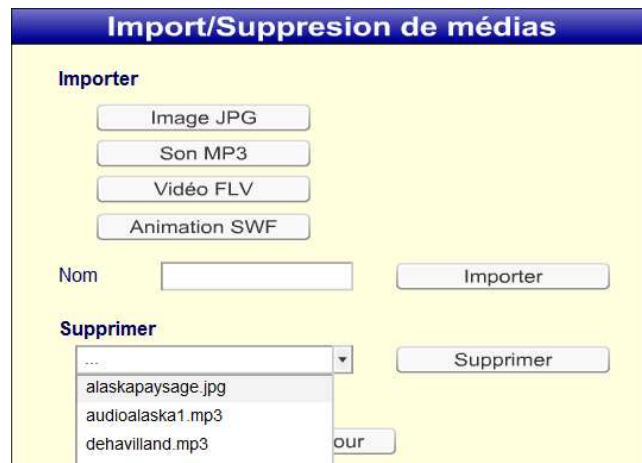 Import/Suppresion de médias
Importer
Image JPG
Son MP3
Vidéo FLV
Animation SWF
Nom
Importer
Supprimer
...
Supprimer
alaskapaysage.jpg
audioalaska1.mp3
dehavilland.mp3
our